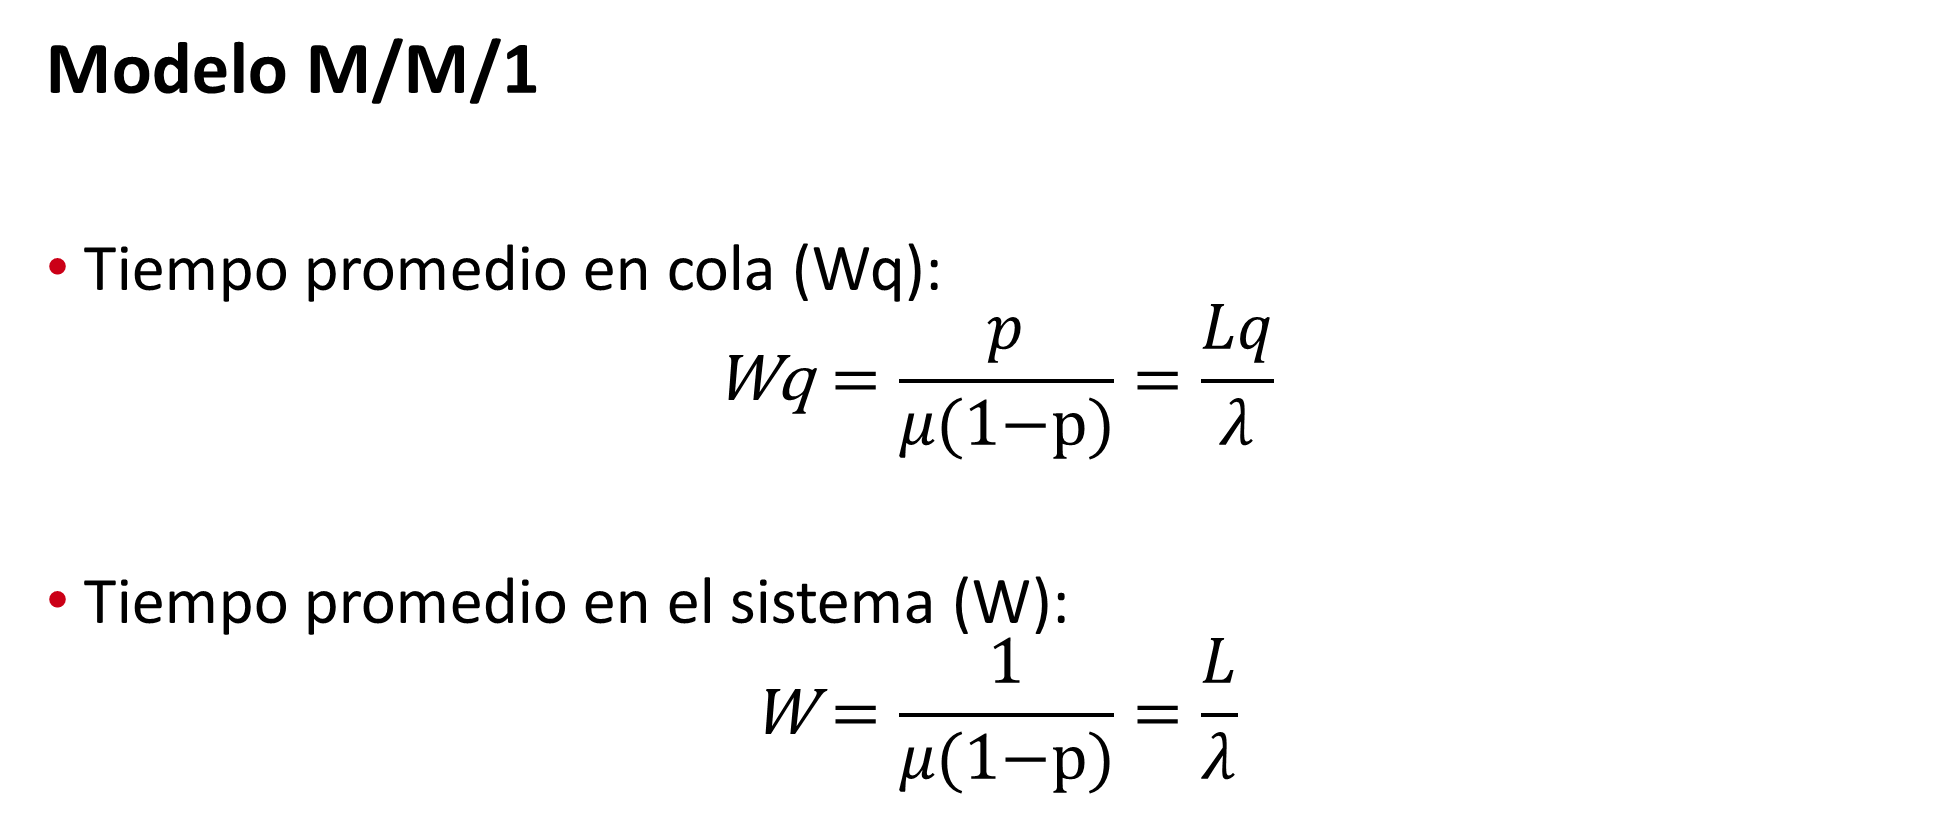 Modelo M/M/1
• Tiempo promedio en cola (Wq):
Wq = p / μ(1−p) = Lq / λ
• Tiempo promedio en el sistema (W):
W = 1 / μ(1−p) = L / λ